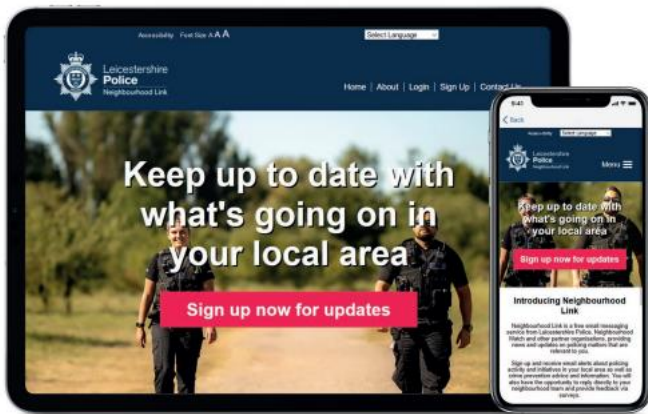 Accessibility Font Size A A A
Select Language
Leicestershire
Police
Neighbourhood Link
Home | About | Login | Sign Up | Contact Us
Keep up to date with
what's going on in
your local area
Sign up now for updates
9:41
Back
Accessibility Select Language
Leicestershire
Police
Neighbourhood Link
Menu
Keep up to date with
what's going on in
your local area
Sign up now for updates
Introducing Neighbourhood
Link
Neighbourhood Link is a free email messaging
service from Leicestershire Police, Neighbourhood
Watch and other partner organisations, providing
news and updates on policing matters that are
relevant to you.
Sign up and receive email alerts about policing
activity and initiatives in your local area as well as
crime prevention advice and information. You will
also have the opportunity to reply directly to your
neighbourhood team and provide feedback via
surveys.